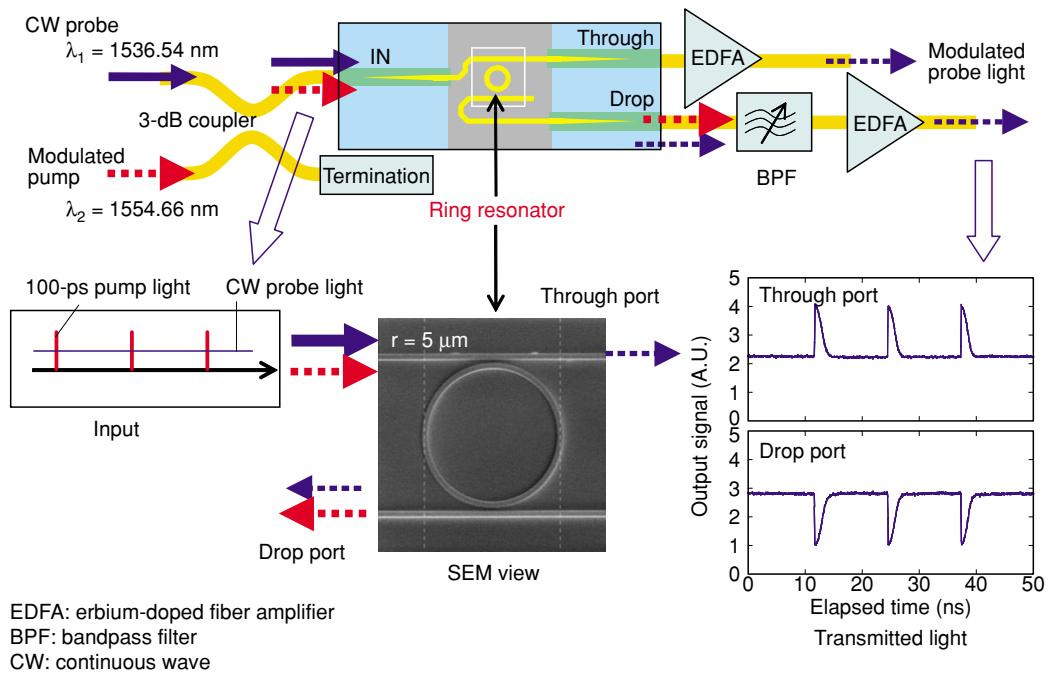 CW probe
λ1 = 1536.54 nm
IN
Through
EDFA
Modulated
probe light
3-dB coupler
Drop
EDFA
Modulated
pump
λ2 = 1554.66 nm
Termination
BPF
Ring resonator
100-ps pump light
CW probe light
Input
Through port
r = 5 μm
Drop port
SEM view
Output signal (A.U.)
5
4
3
2
1
0
Through port
5
4
3
2
1
0
Drop port
0 10 20 30 40 50
Elapsed time (ns)
Transmitted light
EDFA: erbium-doped fiber amplifier
BPF: bandpass filter
CW: continuous wave